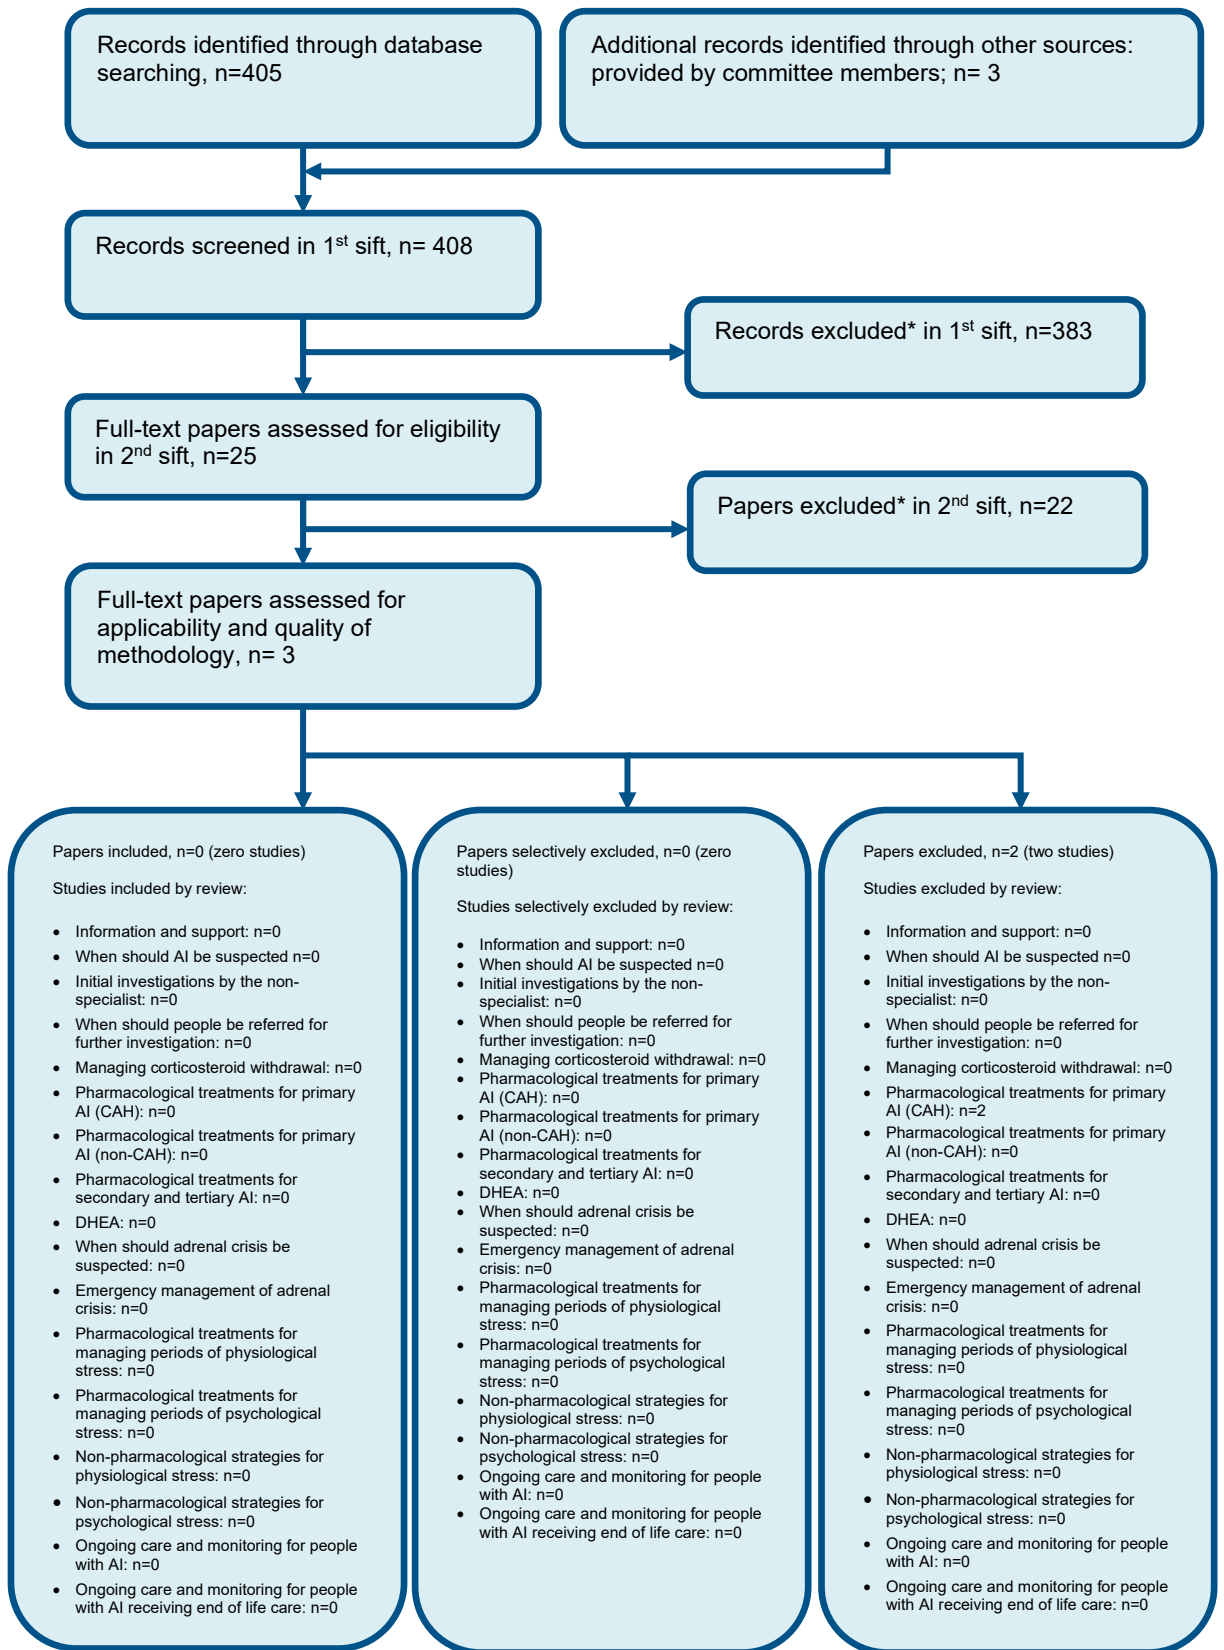 Records identified through database
searching, n=405
Additional records identified through other sources:
provided by committee members; n= 3
Records screened in 1st sift, n= 408
Records excluded* in 1st sift, n=383
Full-text papers assessed for eligibility
in 2nd sift, n=25
Papers excluded* in 2nd sift, n=22
Full-text papers assessed for
applicability and quality of
methodology, n= 3
Papers included, n=0 (zero studies)
Studies included by review:
• Information and support: n=0
• When should AI be suspected n=0
• Initial investigations by the non-
specialist: n=0
• When should people be referred for
further investigation: n=0
• Managing corticosteroid withdrawal: n=0
• Pharmacological treatments for primary
AI (CAH): n=0
• Pharmacological treatments for primary
AI (non-CAH): n=0
• Pharmacological treatments for
secondary and tertiary AI: n=0
• DHEA: n=0
• When should adrenal crisis be
suspected: n=0
• Emergency management of adrenal
crisis: n=0
• Pharmacological treatments for
managing periods of physiological
stress: n=0
• Pharmacological treatments for
managing periods of psychological
stress: n=0
• Non-pharmacological strategies for
physiological stress: n=0
• Non-pharmacological strategies for
psychological stress: n=0
• Ongoing care and monitoring for people
with AI: n=0
• Ongoing care and monitoring for people
with AI receiving end of life care: n=0
Papers selectively excluded, n=0 (zero
studies)
Studies selectively excluded by review:
• Information and support: n=0
• When should AI be suspected n=0
• Initial investigations by the non-
specialist: n=0
• When should people be referred for
further investigation: n=0
• Managing corticosteroid withdrawal: n=0
• Pharmacological treatments for primary
AI (CAH): n=0
• Pharmacological treatments for primary
AI (non-CAH): n=0
• Pharmacological treatments for
secondary and tertiary AI: n=0
• DHEA: n=0
• When should adrenal crisis be
suspected: n=0
• Emergency management of adrenal
crisis: n=0
• Pharmacological treatments for
managing periods of physiological
stress: n=0
• Pharmacological treatments for
managing periods of psychological
stress: n=0
• Non-pharmacological strategies for
physiological stress: n=0
• Non-pharmacological strategies for
psychological stress: n=0
• Ongoing care and monitoring for people
with AI: n=0
• Ongoing care and monitoring for people
with AI receiving end of life care: n=0
Papers excluded, n=2 (two studies)
Studies excluded by review:
• Information and support: n=0
• When should AI be suspected n=0
• Initial investigations by the non-
specialist: n=0
• When should people be referred for
further investigation: n=0
• Managing corticosteroid withdrawal: n=0
• Pharmacological treatments for primary
AI (CAH): n=2
• Pharmacological treatments for primary
AI (non-CAH): n=0
• Pharmacological treatments for
secondary and tertiary AI: n=0
• DHEA: n=0
• When should adrenal crisis be
suspected: n=0
• Emergency management of adrenal
crisis: n=0
• Pharmacological treatments for
managing periods of physiological
stress: n=0
• Pharmacological treatments for
managing periods of psychological
stress: n=0
• Non-pharmacological strategies for
physiological stress: n=0
• Non-pharmacological strategies for
psychological stress: n=0
• Ongoing care and monitoring for people
with AI: n=0
• Ongoing care and monitoring for people
with AI receiving end of life care: n=0